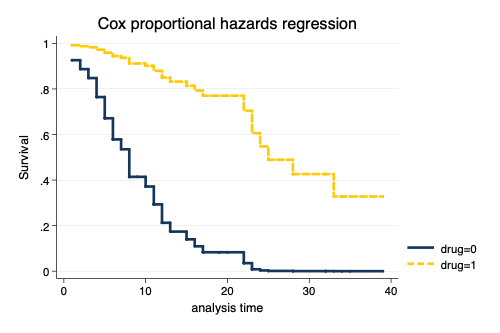 Cox proportional hazards regression
1
.8
.6
.4
.2
0
Survival
0 10 20 30 40
analysis time
drug=0
drug=1